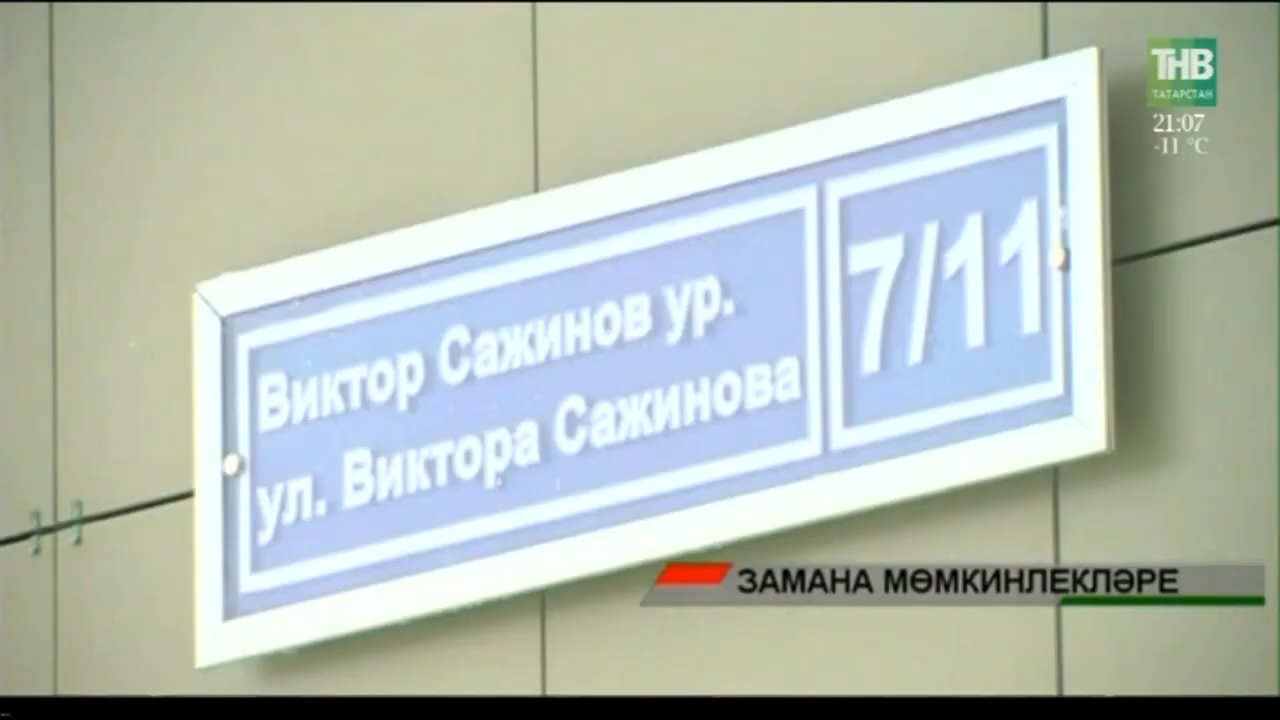 ТНВ
ТАТАРСТАН
21:07
-11 °C
Виктор Сажинов ур.
ул. Виктора Сажинова
7/11
ЗАМАНА МӨМКИНЛЕКЛӘРЕ